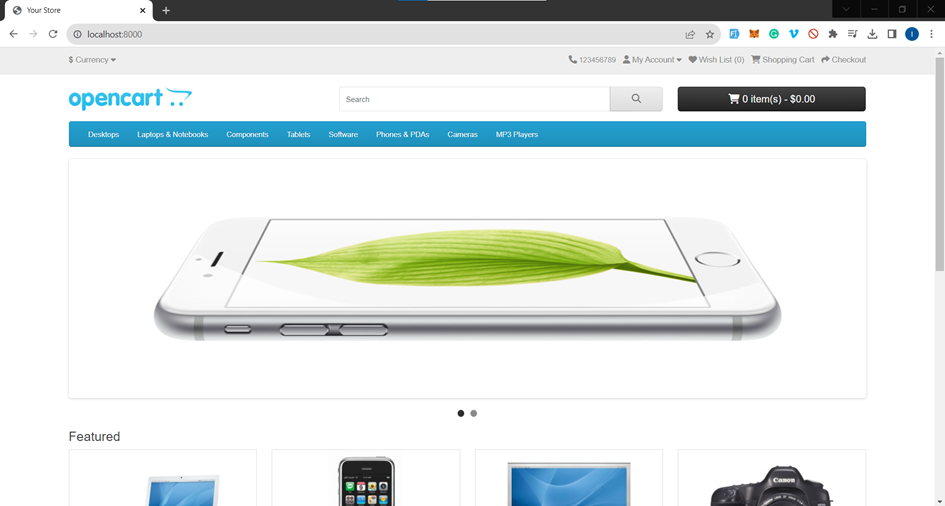 Your Store
localhost:8000
$ Currency
123456789 My Account Wish List (0) Shopping Cart Checkout
opencart
Search
0 item(s) - $0.00
Desktops Laptops & Notebooks Components Tablets Software Phones & PDAs Cameras MP3 Players
Featured
Canon